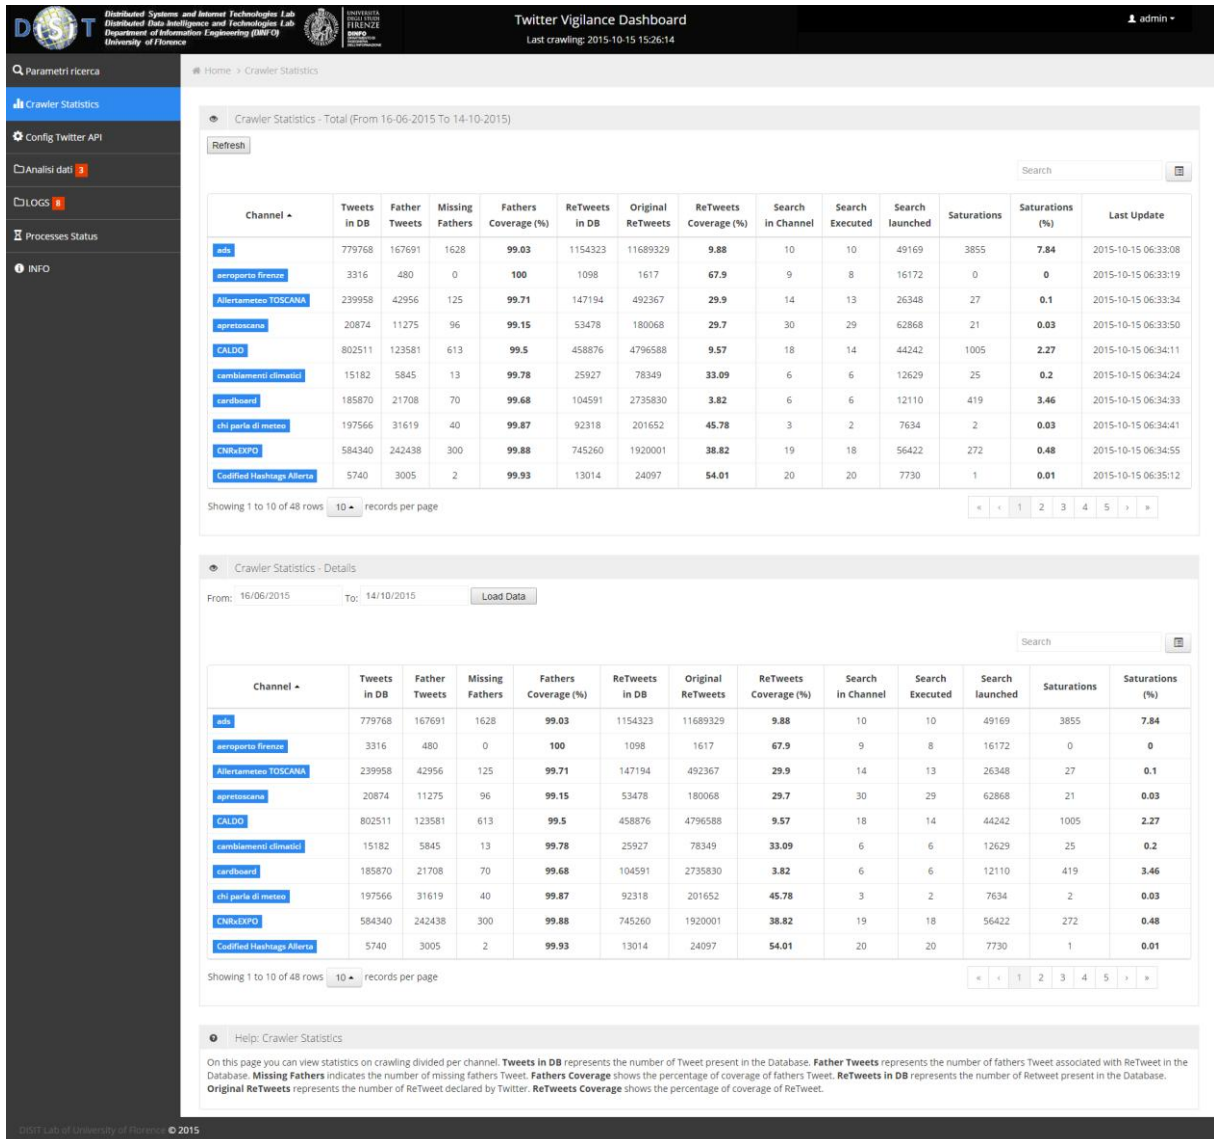 DISIT
Distributed Systems and Internet Technologies Lab
Distributed Data Intelligence and Technologies Lab
Department of Information Engineering (DINFO)
University of Florence
UNIVERSITÀ
DEGLI STUDI
FIRENZE
DINFO
Twitter Vigilance Dashboard
Last crawling: 2015-10-15 15:26:14
admin
Parametri ricerca
Crawler Statistics
Config Twitter API
Analisi dati 3
LOGS 8
Processes Status
INFO
Home > Crawler Statistics
Crawler Statistics - Total (From 16-06-2015 To 14-10-2015)
Refresh
Search
Channel Tweets in DB Father Tweets Missing Fathers Fathers Coverage (%) ReTweets in DB Original ReTweets ReTweets Coverage (%) Search in Channel Search Executed Search launched Saturations Saturations (%) Last Update
ads 779768 167691 1628 99.03 1154323 11689329 9.88 10 10 49169 3855 7.84 2015-10-15 06:33:08
aeroporto firenze 3316 480 0 100 1098 1617 67.9 9 8 16172 0 0 2015-10-15 06:33:19
Allertameteo TOSCANA 239958 42956 125 99.71 147194 492367 29.9 14 13 26348 27 0.1 2015-10-15 06:33:34
apretoscana 20874 11275 96 99.15 53478 180068 29.7 30 29 62868 21 0.03 2015-10-15 06:33:50
CALDO 802511 123581 613 99.5 458876 4796588 9.57 18 14 44242 1005 2.27 2015-10-15 06:34:11
cambiamenti climatici 15182 5845 13 99.78 25927 78349 33.09 6 6 12629 25 0.2 2015-10-15 06:34:24
cardboard 185870 21708 70 99.68 104591 2735830 3.82 6 6 12110 419 3.46 2015-10-15 06:34:33
chi parla di meteo 197566 31619 40 99.87 92318 201652 45.78 3 2 7634 2 0.03 2015-10-15 06:34:41
CNRxEXPO 584340 242438 300 99.88 745260 1920001 38.82 19 18 56422 272 0.48 2015-10-15 06:34:55
Codified Hashtags Allerta 5740 3005 2 99.93 13014 24097 54.01 20 20 7730 1 0.01 2015-10-15 06:35:12
Showing 1 to 10 of 48 rows 10 records per page « ‹ 1 2 3 4 5 › »
Crawler Statistics - Details
From: 16/06/2015 To: 14/10/2015 Load Data
Search
Channel Tweets in DB Father Tweets Missing Fathers Fathers Coverage (%) ReTweets in DB Original ReTweets ReTweets Coverage (%) Search in Channel Search Executed Search launched Saturations Saturations (%)
ads 779768 167691 1628 99.03 1154323 11689329 9.88 10 10 49169 3855 7.84
aeroporto firenze 3316 480 0 100 1098 1617 67.9 9 8 16172 0 0
Allertameteo TOSCANA 239958 42956 125 99.71 147194 492367 29.9 14 13 26348 27 0.1
apretoscana 20874 11275 96 99.15 53478 180068 29.7 30 29 62868 21 0.03
CALDO 802511 123581 613 99.5 458876 4796588 9.57 18 14 44242 1005 2.27
cambiamenti climatici 15182 5845 13 99.78 25927 78349 33.09 6 6 12629 25 0.2
cardboard 185870 21708 70 99.68 104591 2735830 3.82 6 6 12110 419 3.46
chi parla di meteo 197566 31619 40 99.87 92318 201652 45.78 3 2 7634 2 0.03
CNRxEXPO 584340 242438 300 99.88 745260 1920001 38.82 19 18 56422 272 0.48
Codified Hashtags Allerta 5740 3005 2 99.93 13014 24097 54.01 20 20 7730 1 0.01
Showing 1 to 10 of 48 rows 10 records per page « ‹ 1 2 3 4 5 › »
Help: Crawler Statistics
On this page you can view statistics on crawling divided per channel. Tweets in DB represents the number of Tweet present in the Database. Father Tweets represents the number of fathers Tweet associated with ReTweet in the
Database. Missing Fathers indicates the number of missing fathers Tweet. Fathers Coverage shows the percentage of coverage of fathers Tweet. ReTweets in DB represents the number of Retweet present in the Database.
Original ReTweets represents the number of ReTweet declared by Twitter. ReTweets Coverage shows the percentage of coverage of ReTweet.
DISIT Lab of University of Florence © 2015